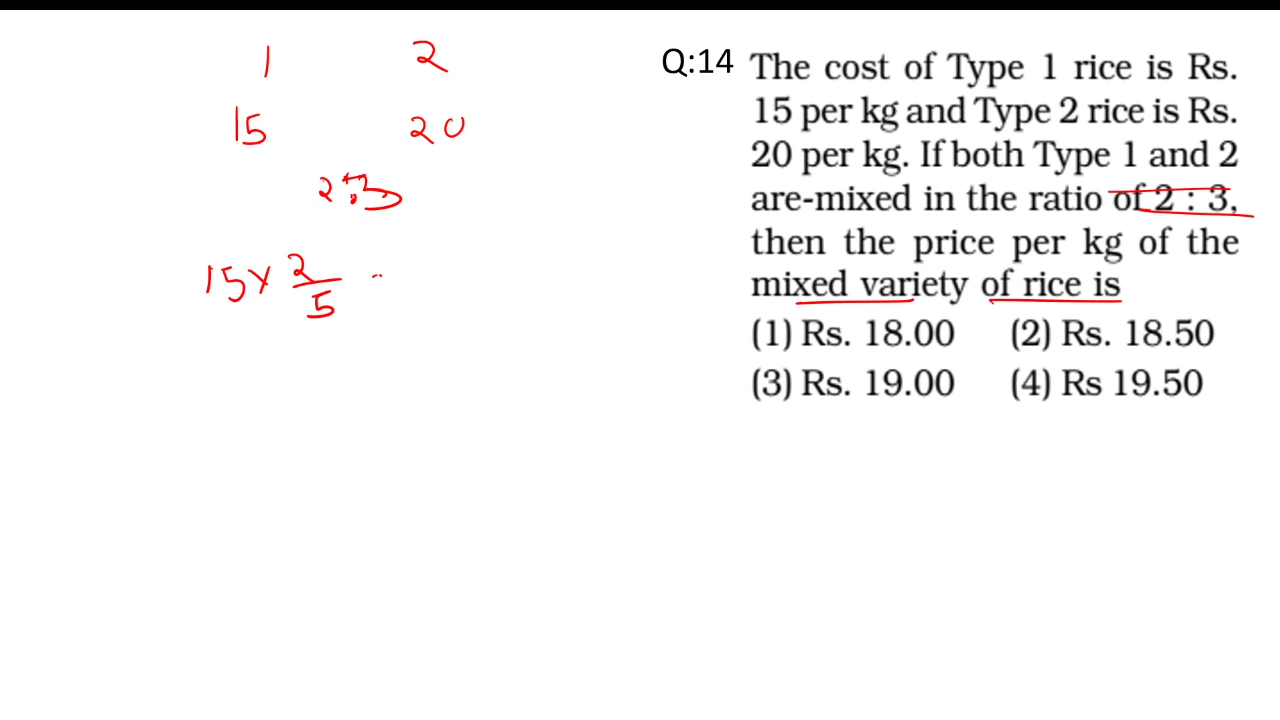 1 2
15 20
2:3
15 × 2/5
Q:14 The cost of Type 1 rice is Rs.
15 per kg and Type 2 rice is Rs.
20 per kg. If both Type 1 and 2
are-mixed in the ratio of 2 : 3,
then the price per kg of the
mixed variety of rice is
(1) Rs. 18.00 (2) Rs. 18.50
(3) Rs. 19.00 (4) Rs 19.50